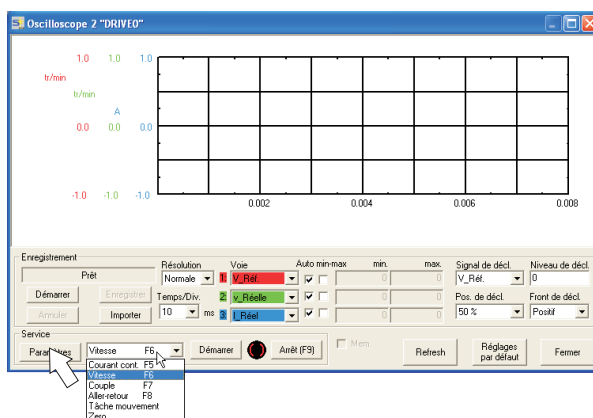 Oscilloscope 2 "DRIVE0"
1.0 1.0 1.0
tr/min
tr/min
A
0.0 0.0 0.0
-1.0 -1.0 -1.0
0.002 0.004 0.006 0.008
Enregistrement
Prêt
Démarrer Enregistrer
Annuler Importer
Résolution
Normale
Temps/Div.
10 ms
Voie Auto min-max min. max.
1: V_Réf. 0 0
2: v_Réelle 0 0
3: I_Réel 0 0
Signal de décl. Niveau de décl.
V_Réf. 0
Pos. de décl. Front de décl.
50 % Positif
Service
Paramètres Vitesse F6 Démarrer Arrêt (F9) Mem. Refresh Réglages par défaut Fermer
Courant cont. F5
Vitesse F6
Couple F7
Aller-retour F8
Tâche mouvement
Zero